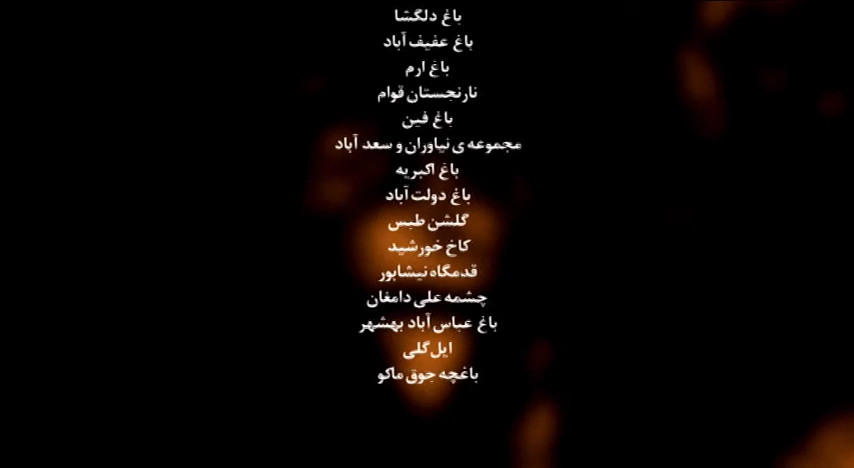 باغ دلگشا
باغ عفیف آباد
باغ ارم
نارنجستان قوام
باغ فین
مجموعه ی نیاوران و سعد آباد
باغ اکبریه
باغ دولت آباد
گلشن طبس
کاخ خورشید
قدمگاه نیشابور
چشمه علی دامغان
باغ عباس آباد بهشهر
ایل گلی
باغچه جوق ماکو